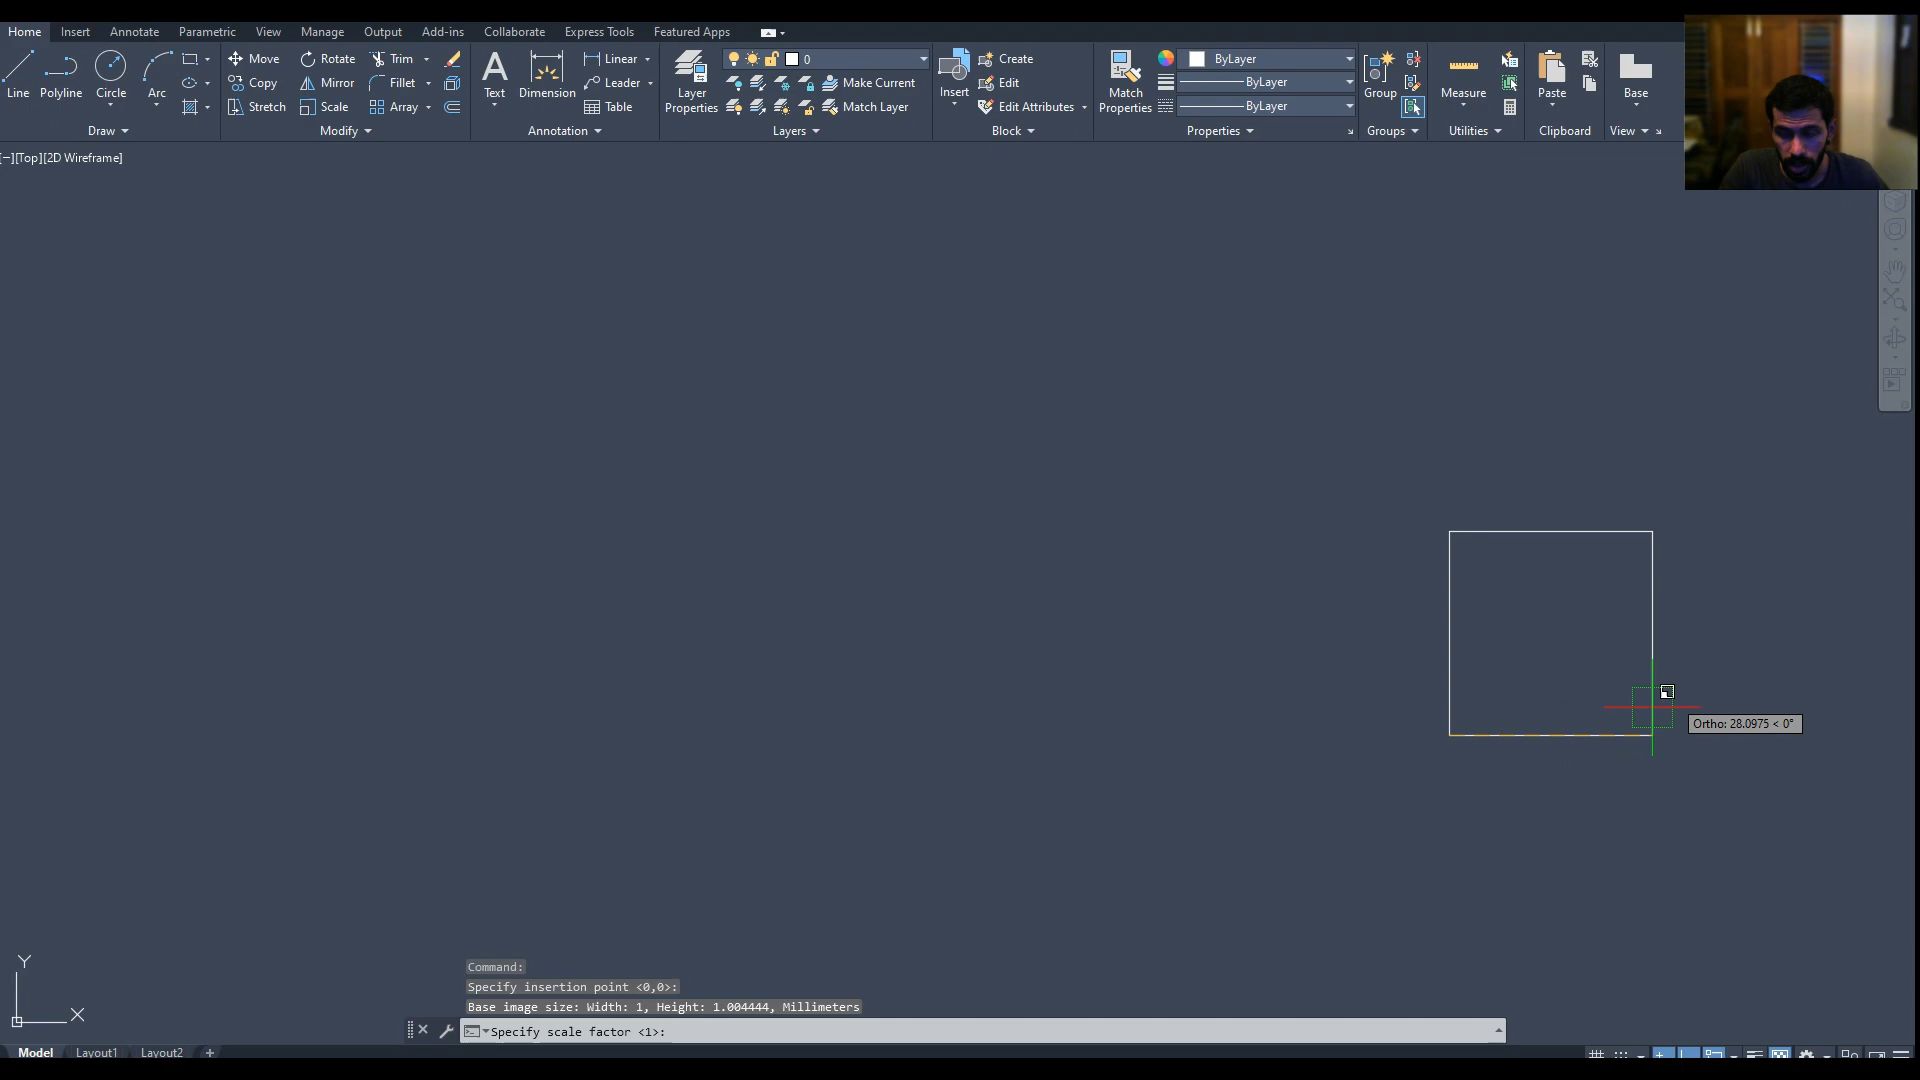 Home Insert Annotate Parametric View Manage Output Add-ins Collaborate Express Tools Featured Apps
Line Polyline Circle Arc
Move Rotate Trim
Copy Mirror Fillet
Stretch Scale Array
Text Dimension
Linear
Leader
Table
Layer Properties
0
Make Current
Match Layer
Insert
Create
Edit
Edit Attributes
Match Properties
ByLayer
ByLayer
ByLayer
Group
Measure
Paste
Base
Draw Modify Annotation Layers Block Properties Groups Utilities Clipboard View
[−][Top][2D Wireframe]
Ortho: 28.0975 < 0°
Y
X
Command:
Specify insertion point <0,0>:
Base image size: Width: 1, Height: 1.004444, Millimeters
Specify scale factor <1>:
Model Layout1 Layout2 +